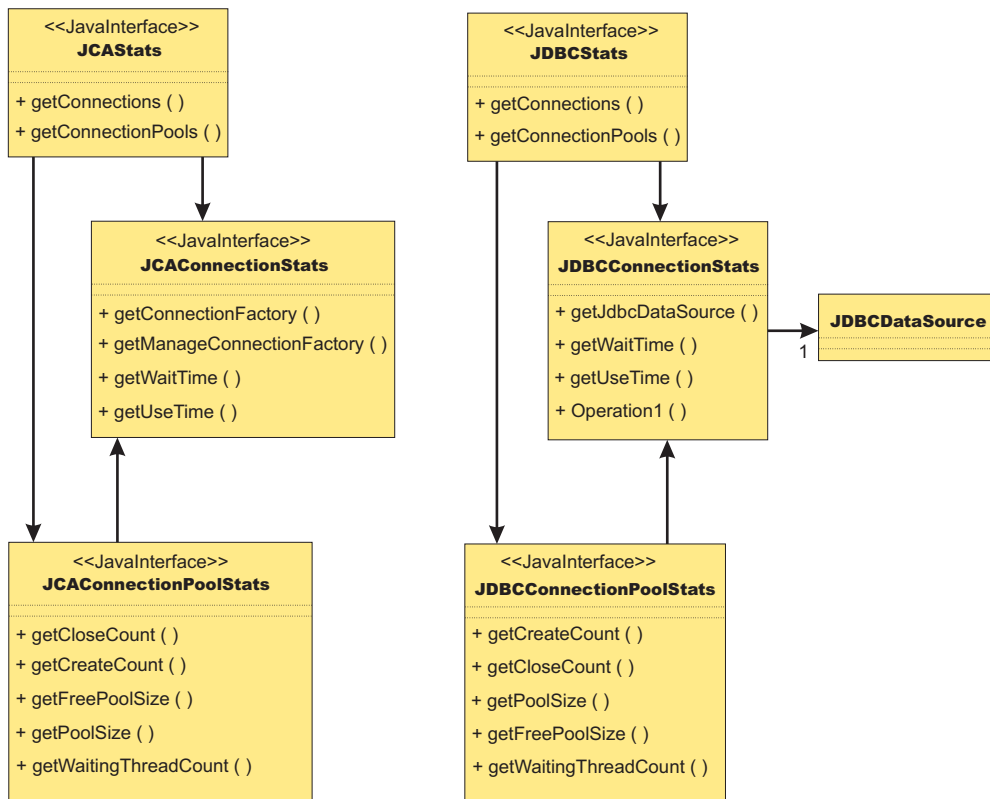 <<JavaInterface>>
JCAStats
+ getConnections ( )
+ getConnectionPools ( )
<<JavaInterface>>
JDBCStats
+ getConnections ( )
+ getConnectionPools ( )
<<JavaInterface>>
JCAConnectionStats
+ getConnectionFactory ( )
+ getManageConnectionFactory ( )
+ getWaitTime ( )
+ getUseTime ( )
<<JavaInterface>>
JDBCConnectionStats
+ getJdbcDataSource ( )
+ getWaitTime ( )
+ getUseTime ( )
+ Operation1 ( )
1
JDBCDataSource
<<JavaInterface>>
JCAConnectionPoolStats
+ getCloseCount ( )
+ getCreateCount ( )
+ getFreePoolSize ( )
+ getPoolSize ( )
+ getWaitingThreadCount ( )
<<JavaInterface>>
JDBCConnectionPoolStats
+ getCreateCount ( )
+ getCloseCount ( )
+ getPoolSize ( )
+ getFreePoolSize ( )
+ getWaitingThreadCount ( )